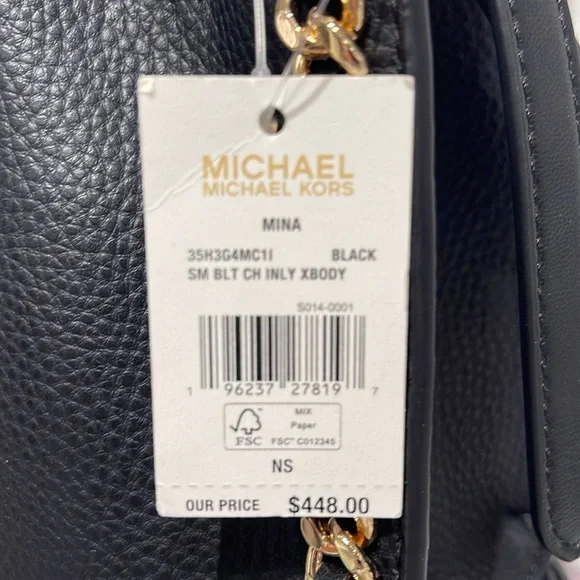 MICHAEL
MICHAEL KORS
MINA
35H3G4MC1I BLACK
SM BLT CH INLY XBODY
S014-0001
1 96237 27819 7
FSC
MIX
Paper
FSC™ C012345
NS
OUR PRICE $448.00